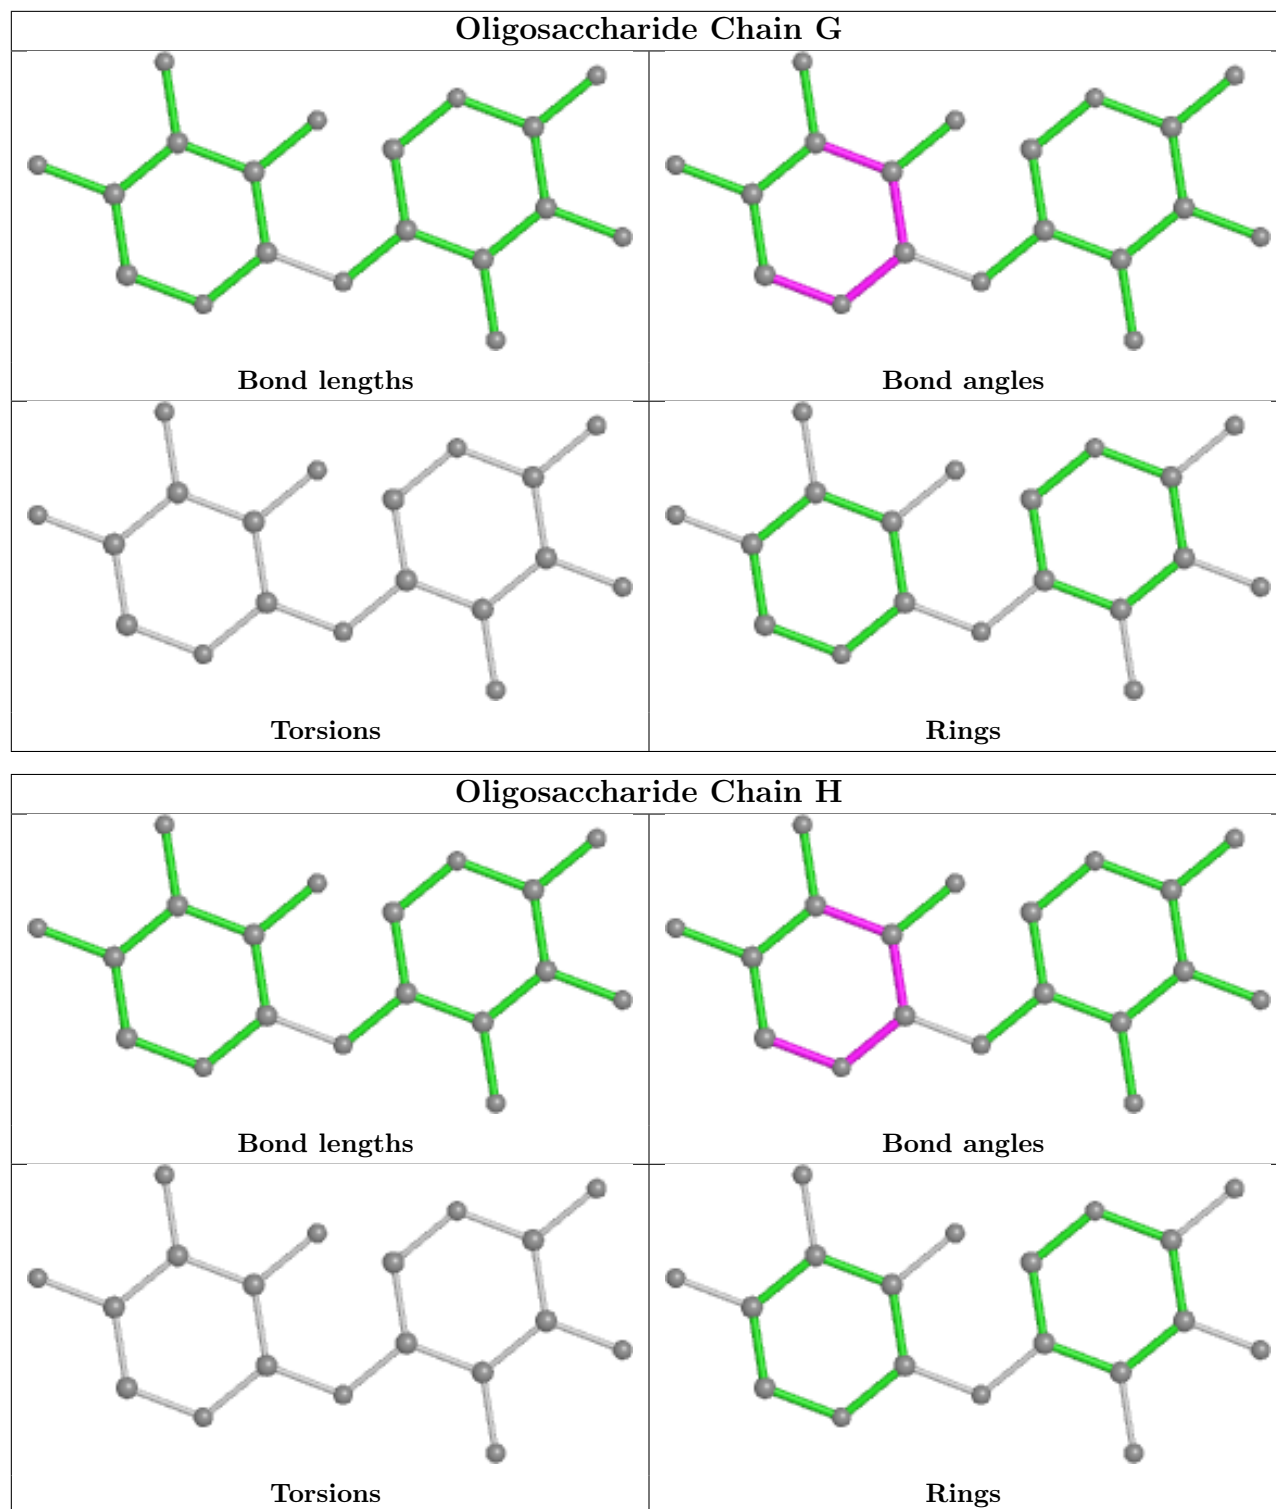 Oligosaccharide Chain G
Bond lengths
Bond angles
Torsions
Rings
Oligosaccharide Chain H
Bond lengths
Bond angles
Torsions
Rings